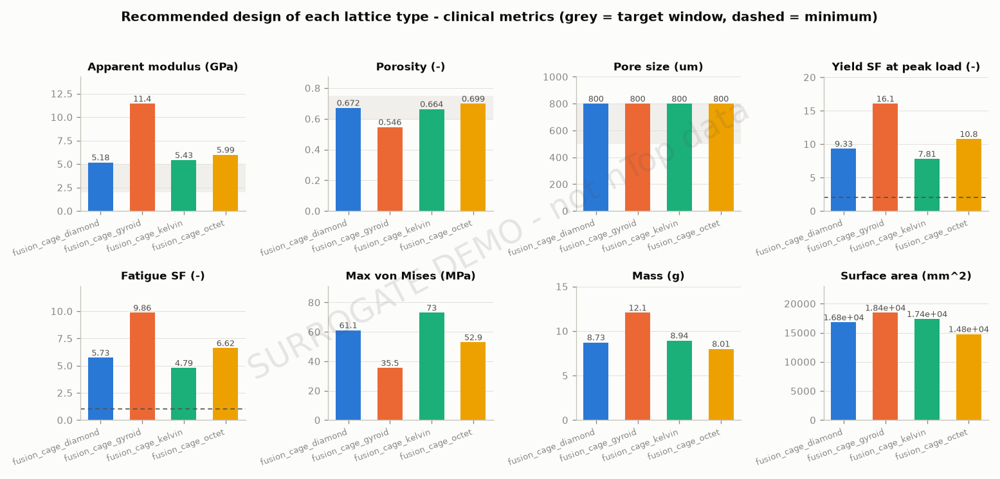 Recommended design of each lattice type - clinical metrics (grey = target window, dashed = minimum)
Apparent modulus (GPa)
12.5
10.0
7.5
5.0
2.5
0.0
5.18
11.4
5.43
5.99
fusion_cage_diamond
fusion_cage_gyroid
fusion_cage_kelvin
fusion_cage_octet
Porosity (-)
0.8
0.6
0.4
0.2
0.0
0.672
0.546
0.664
0.699
fusion_cage_diamond
fusion_cage_gyroid
fusion_cage_kelvin
fusion_cage_octet
Pore size (um)
1000
800
600
400
200
0
800
800
800
800
fusion_cage_diamond
fusion_cage_gyroid
fusion_cage_kelvin
fusion_cage_octet
Yield SF at peak load (-)
20
15
10
5
0
9.33
16.1
7.81
10.8
fusion_cage_diamond
fusion_cage_gyroid
fusion_cage_kelvin
fusion_cage_octet
Fatigue SF (-)
10.0
7.5
5.0
2.5
0.0
5.73
9.86
4.79
6.62
fusion_cage_diamond
fusion_cage_gyroid
fusion_cage_kelvin
fusion_cage_octet
Max von Mises (MPa)
80
60
40
20
0
61.1
35.5
73
52.9
fusion_cage_diamond
fusion_cage_gyroid
fusion_cage_kelvin
fusion_cage_octet
Mass (g)
15
10
5
0
8.73
12.1
8.94
8.01
fusion_cage_diamond
fusion_cage_gyroid
fusion_cage_kelvin
fusion_cage_octet
Surface area (mm^2)
20000
15000
10000
5000
0
1.68e+04
1.84e+04
1.74e+04
1.48e+04
fusion_cage_diamond
fusion_cage_gyroid
fusion_cage_kelvin
fusion_cage_octet
SURROGATE DEMO - not nTop data